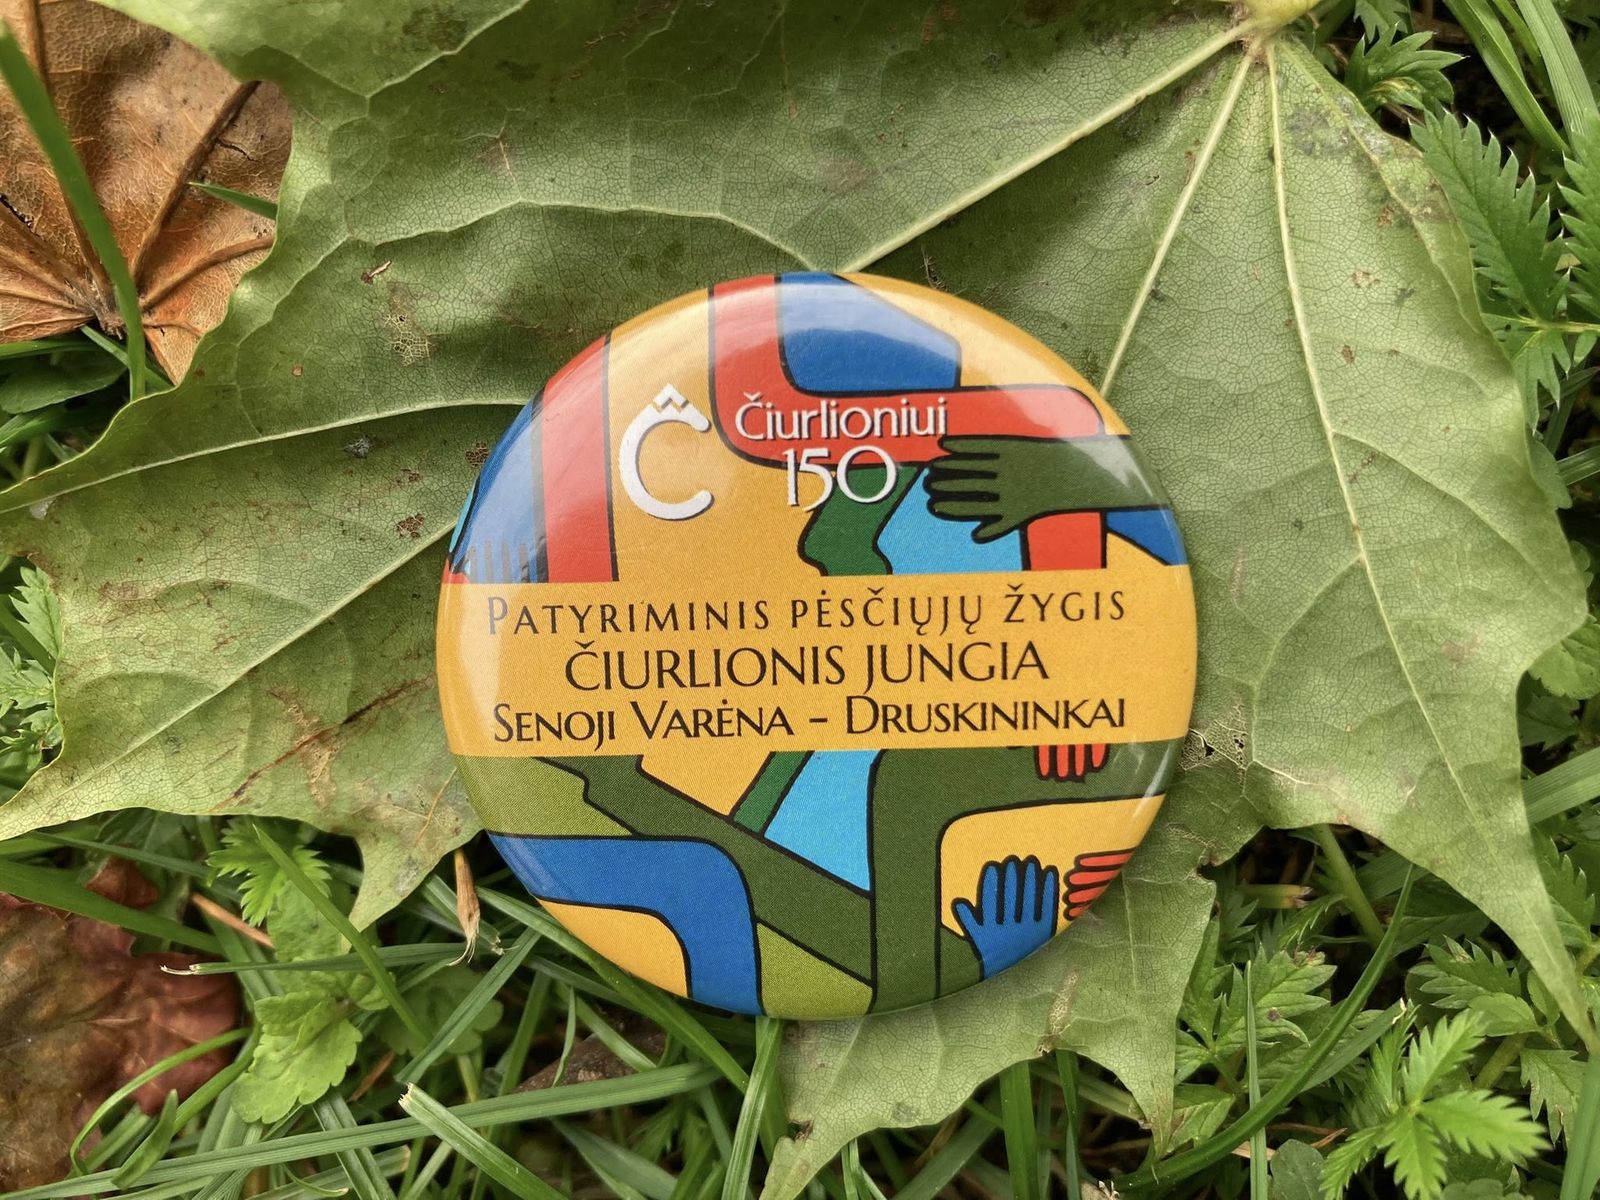 Č
Čiurlioniui
150
Patyriminis pėsčiųjų žygis
ČIURLIONIS JUNGIA
Senoji Varėna – Druskininkai